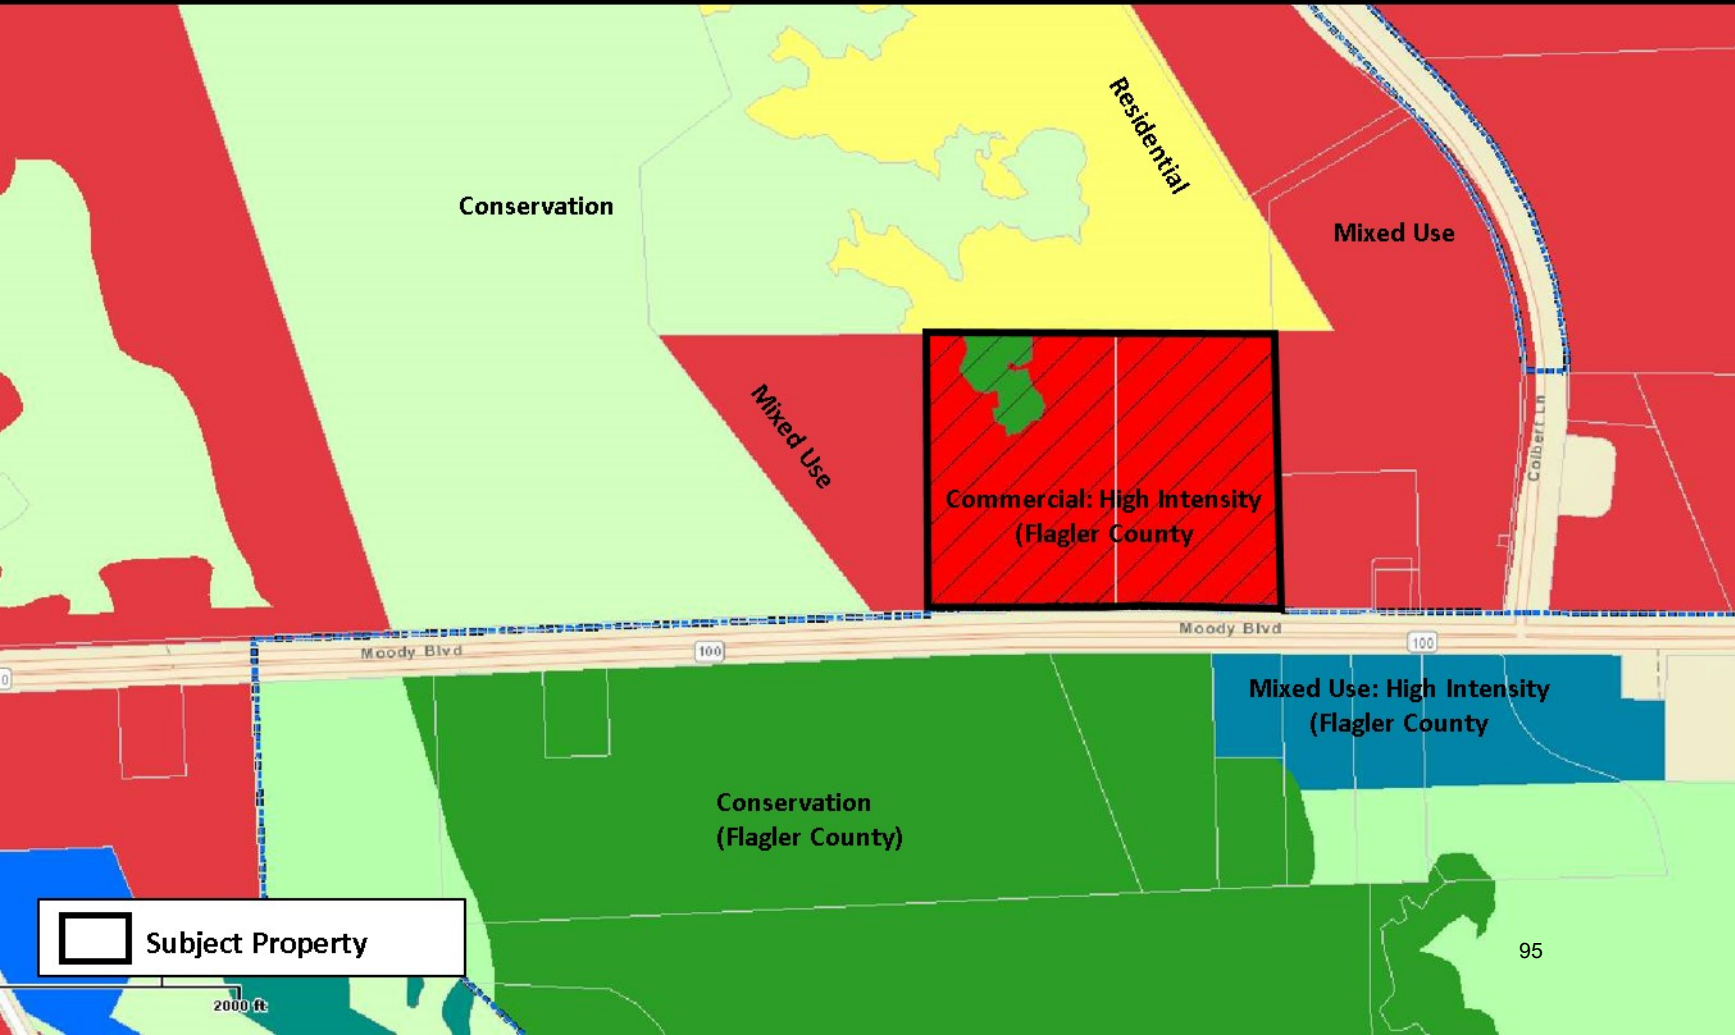 Residential
Conservation
Mixed Use
Mixed Use
Colbert Ln
Commercial: High Intensity
(Flagler County
Moody Blvd
Moody Blvd
100
100
0
Mixed Use: High Intensity
(Flagler County
Conservation
(Flagler County)
Subject Property
95
2000 ft